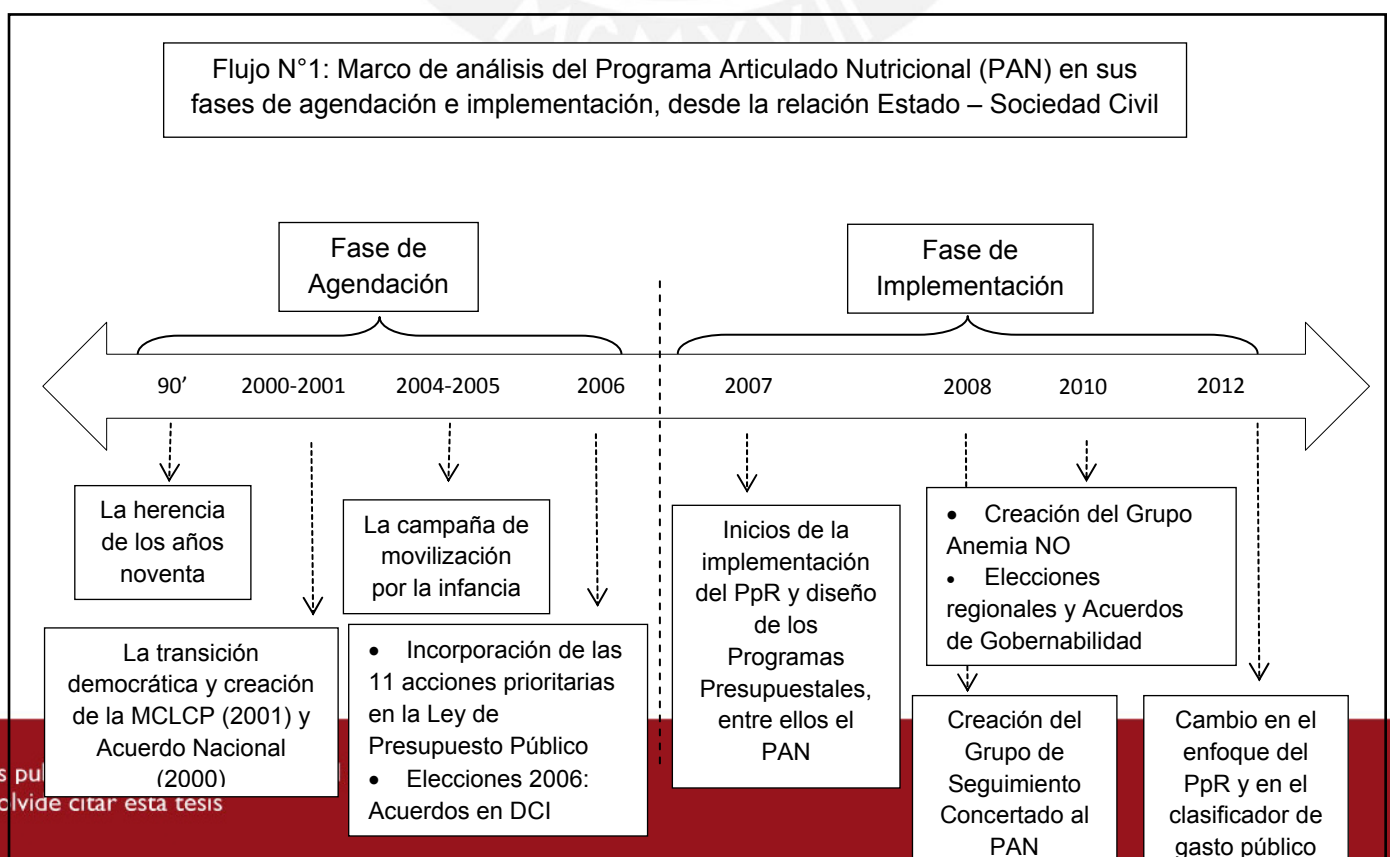 MCMXVII
Flujo N°1: Marco de análisis del Programa Articulado Nutricional (PAN) en sus
fases de agendación e implementación, desde la relación Estado – Sociedad Civil
Fase de
Agendación
Fase de
Implementación
90’
2000-2001
2004-2005
2006
2007
2008
2010
2012
La herencia
de los años
noventa
La transición
democrática y creación
de la MCLCP (2001) y
Acuerdo Nacional
(2000)
La campaña de
movilización
por la infancia
• Incorporación de las
11 acciones prioritarias
en la Ley de
Presupuesto Público
• Elecciones 2006:
Acuerdos en DCI
Inicios de la
implementación
del PpR y diseño
de los
Programas
Presupuestales,
entre ellos el
PAN
• Creación del Grupo
Anemia NO
• Elecciones
regionales y Acuerdos
de Gobernabilidad
Creación del
Grupo de
Seguimiento
Concertado al
PAN
Cambio en el
enfoque del
PpR y en el
clasificador de
gasto público
olvide citar esta tesis